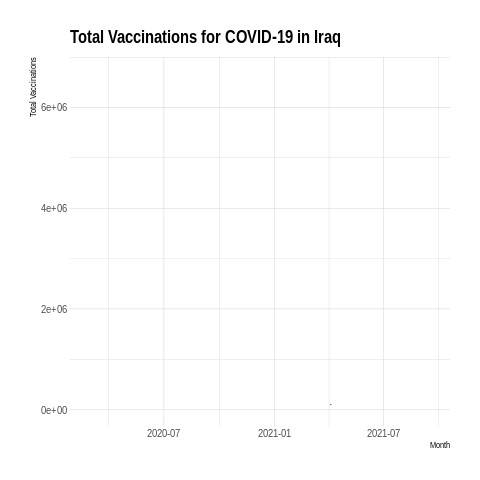 Total Vaccinations for COVID-19 in Iraq
Total Vaccinations
6e+06
4e+06
2e+06
0e+00
2020-07 2021-01 2021-07
Month